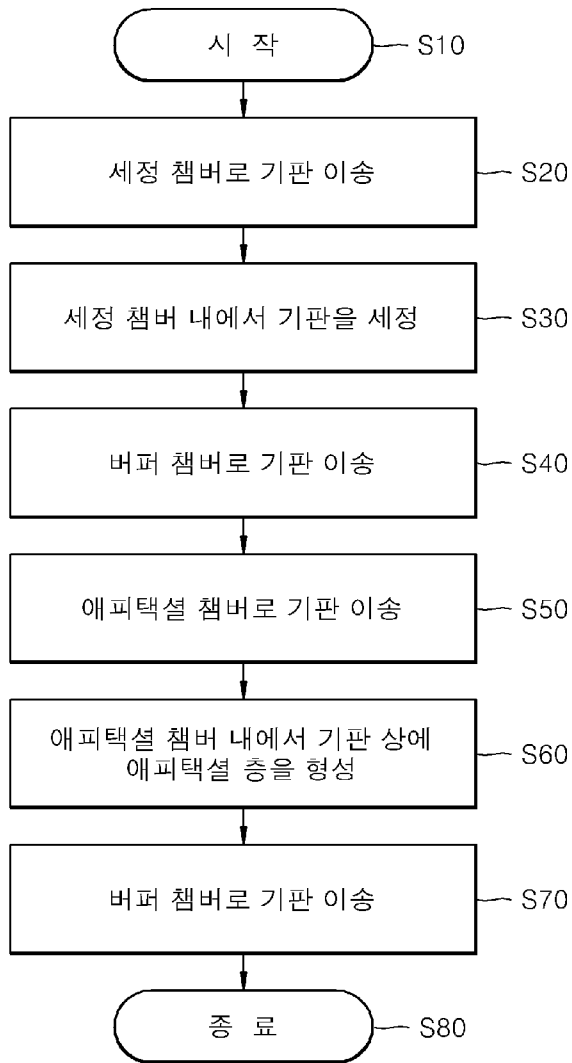 시 작
S10
세정 챔버로 기판 이송
S20
세정 챔버 내에서 기판을 세정
S30
버퍼 챔버로 기판 이송
S40
애피택셜 챔버로 기판 이송
S50
애피택셜 챔버 내에서 기판 상에
애피택셜 층을 형성
S60
버퍼 챔버로 기판 이송
S70
종 료
S80